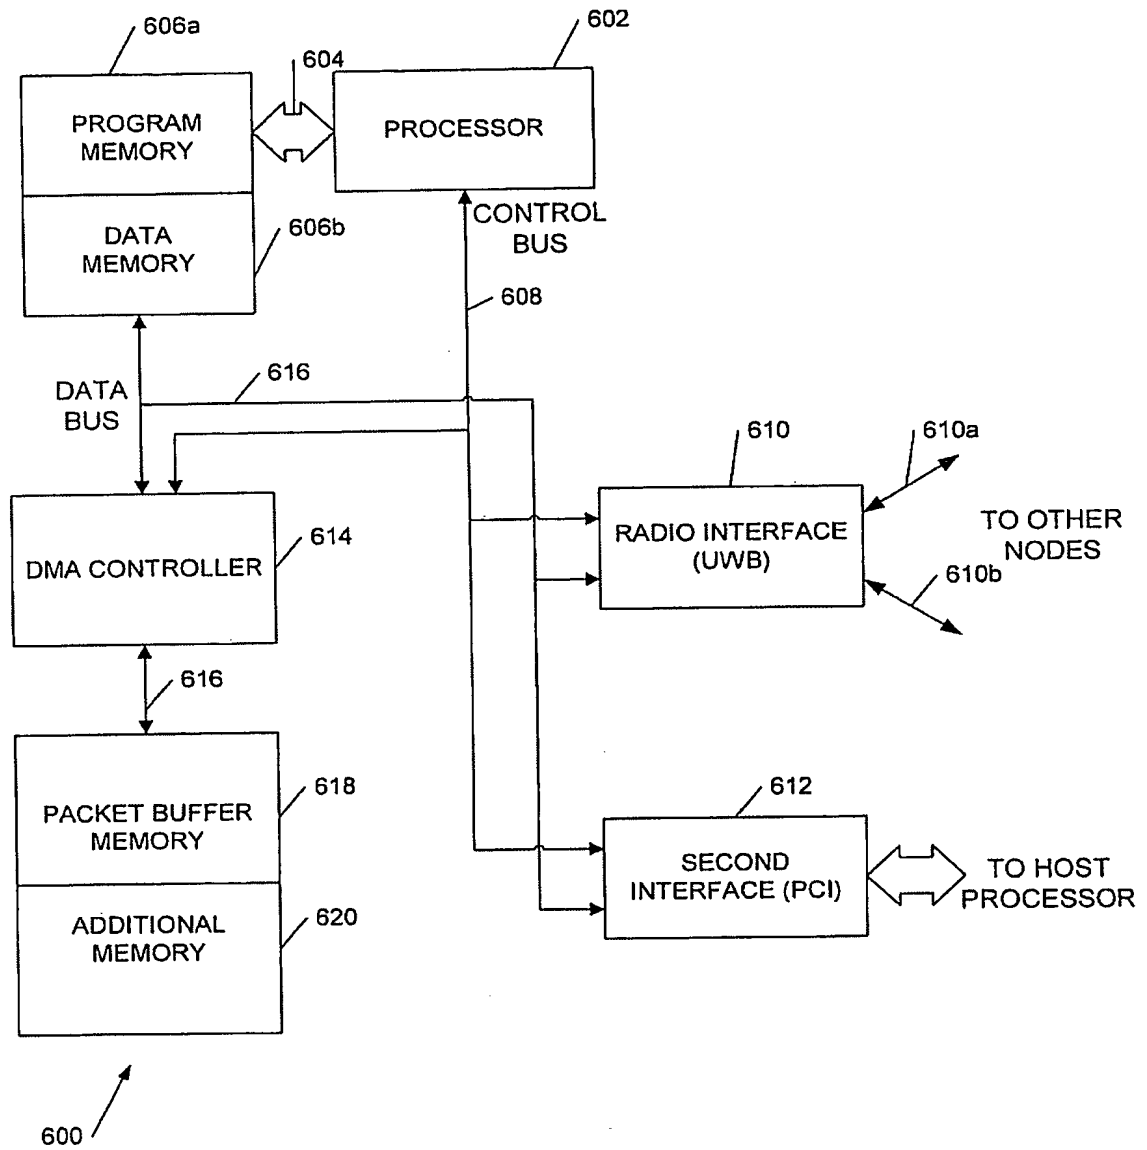 606a
602
604
PROGRAM
MEMORY
PROCESSOR
CONTROL
BUS
606b
DATA
MEMORY
608
616
DATA
BUS
610
610a
614
RADIO INTERFACE
(UWB)
TO OTHER
NODES
DMA CONTROLLER
610b
616
618
612
PACKET BUFFER
MEMORY
SECOND
INTERFACE (PCI)
TO HOST
PROCESSOR
620
ADDITIONAL
MEMORY
600